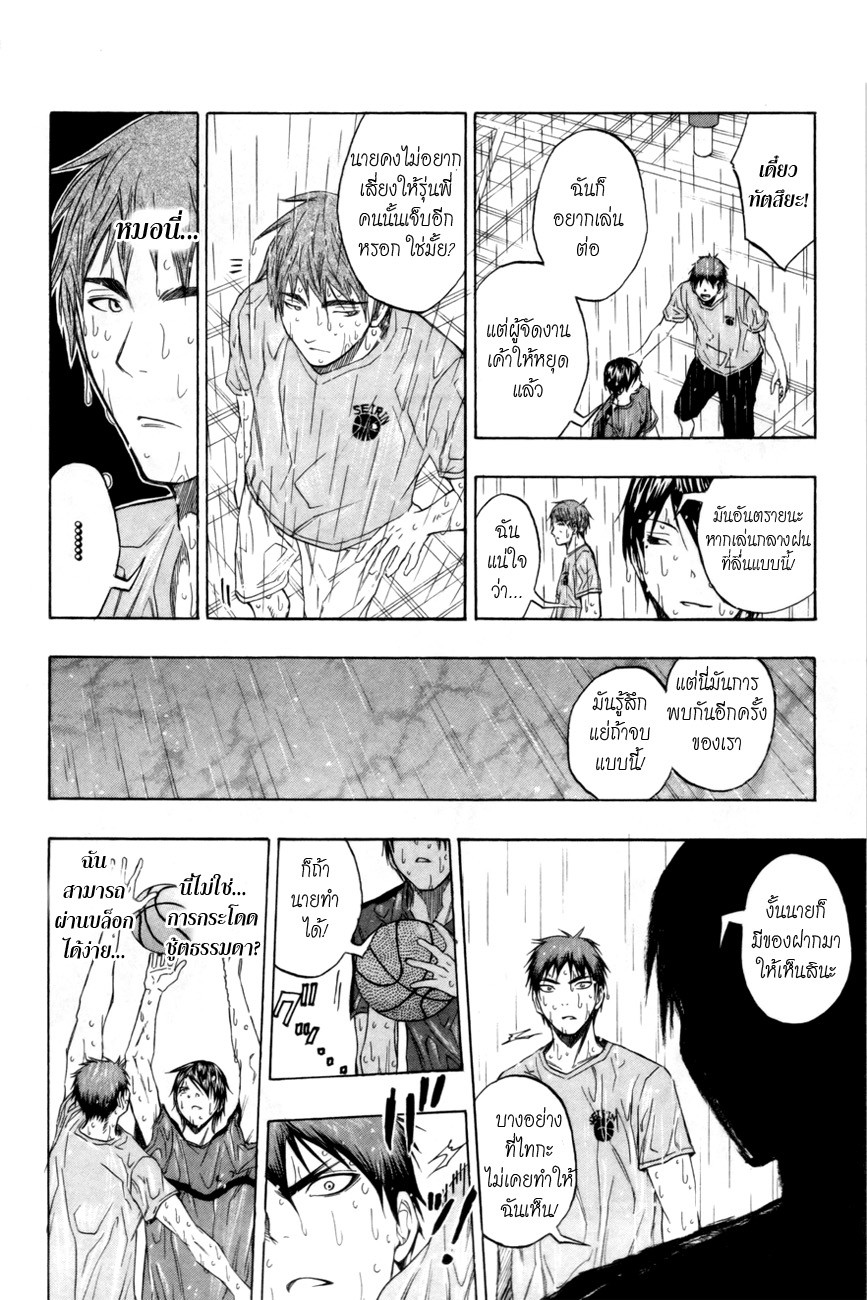 เดี๋ยว
ทัตสึยะ!
ฉันก็
อยากเล่น
ต่อ
แต่ผู้จัดงาน
เค้าให้หยุด
แล้ว
นายคงไม่อยาก
เสี่ยงให้รุ่นพี่
คนนั้นเจ็บอีก
หรอก ใช่มั้ย?
SEIRIN
หมอนี่...
มันอันตรายนะ
หากเล่นกลางฝน
ที่ลื่นแบบนี้!
ฉัน
แน่ใจ
ว่า...
แต่นี่มันการ
พบกันอีกครั้ง
ของเรา
มันรู้สึก
แย่ถ้าจบ
แบบนี้!
งั้นนายก็
มีของฝากมา
ให้เห็นสินะ
บางอย่าง
ที่ไทกะ
ไม่เคยทำให้
ฉันเห็น!
ก็ถ้า
นายทำ
ได้!
นี่ไม่ใช่...
การกระโดด
ชู้ตธรรมดา?
ฉัน
สามารถ
ผ่านบล็อก
ได้ง่าย...